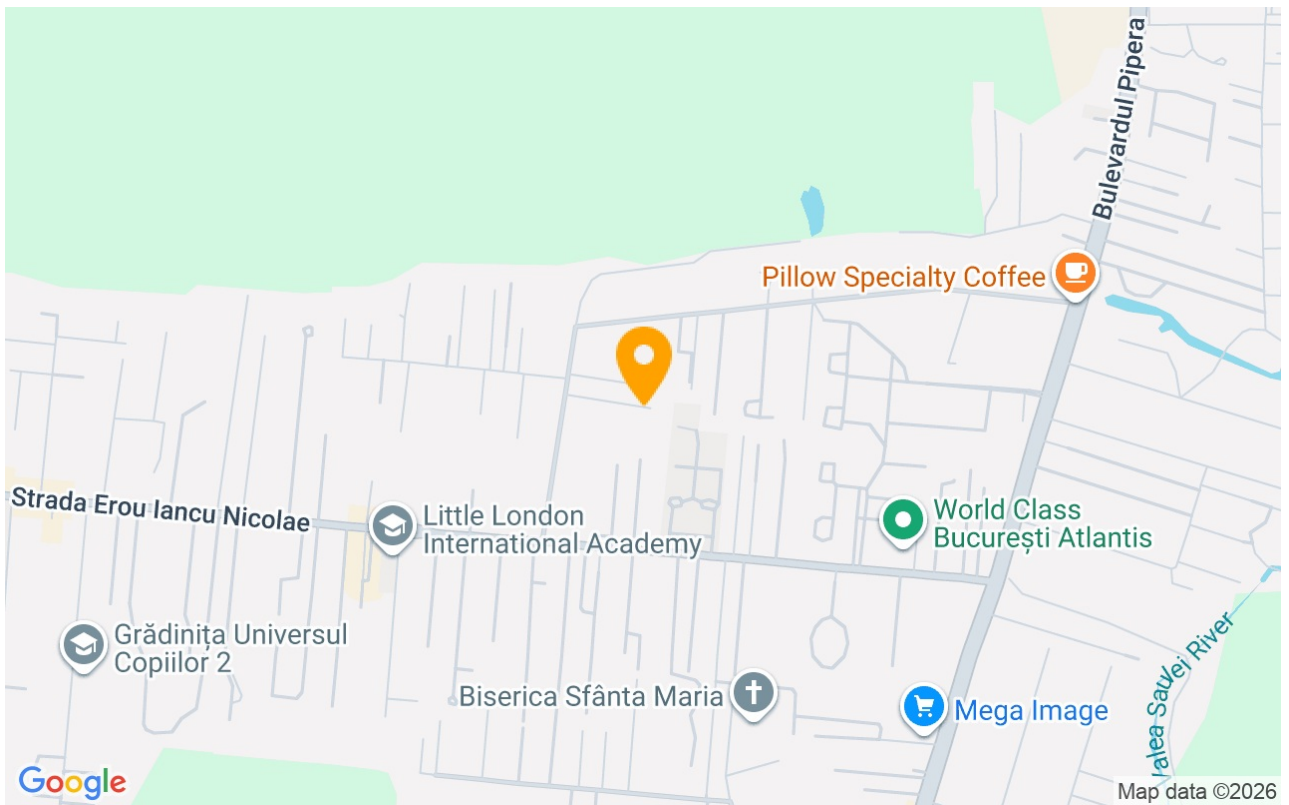 Bulevardul Pipera
Pillow Specialty Coffee
Strada Erou Iancu Nicolae
Little London
International Academy
World Class
București Atlantis
Grădinița Universul
Copiilor 2
Biserica Sfânta Maria
Mega Image
Valea Saulei River
Google
Map data ©2026